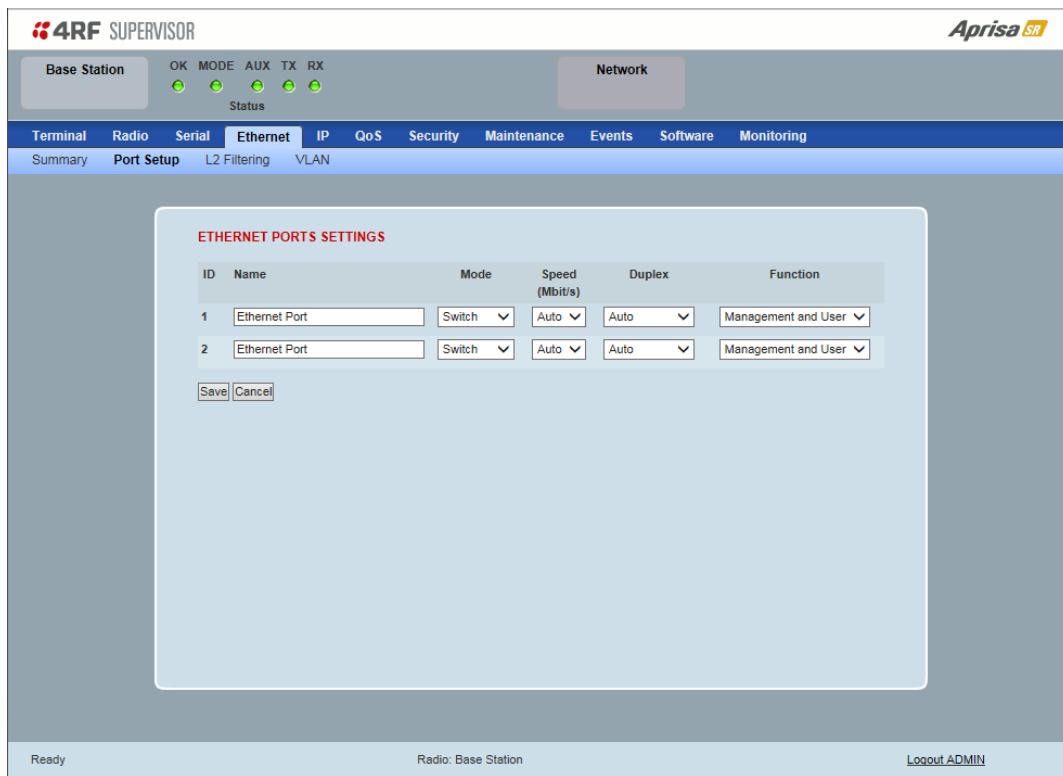 4RF SUPERVISOR
Aprisa SR
Base Station
OK MODE AUX TX RX
Status
Network
Terminal Radio Serial Ethernet IP QoS Security Maintenance Events Software Monitoring
Summary Port Setup L2 Filtering VLAN
ETHERNET PORTS SETTINGS
ID Name Mode Speed (Mbit/s) Duplex Function
1 Ethernet Port Switch Auto Auto Management and User
2 Ethernet Port Switch Auto Auto Management and User
Save Cancel
Ready Radio: Base Station Logout ADMIN